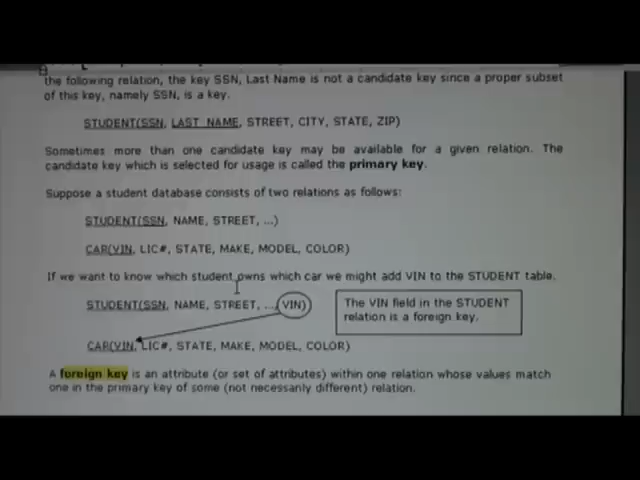 the following relation, the key SSN, Last Name is not a candidate key since a proper subset
of this key, namely SSN, is a key.
STUDENT(SSN, LAST NAME, STREET, CITY, STATE, ZIP)
Sometimes more than one candidate key may be available for a given relation. The
candidate key which is selected for usage is called the primary key.
Suppose a student database consists of two relations as follows:
STUDENT(SSN, NAME, STREET, ...)
CAR(VIN, LIC#, STATE, MAKE, MODEL, COLOR)
If we want to know which student owns which car we might add VIN to the STUDENT table.
STUDENT(SSN, NAME, STREET, ... VIN)
The VIN field in the STUDENT
relation is a foreign key.
CAR(VIN, LIC#, STATE, MAKE, MODEL, COLOR)
A foreign key is an attribute (or set of attributes) within one relation whose values match
one in the primary key of some (not necessarily different) relation.